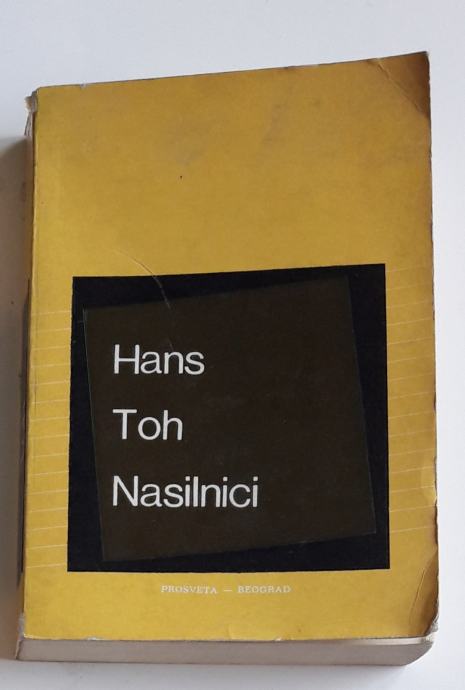 Hans
Toh
Nasilnici
PROSVETA — BEOGRAD